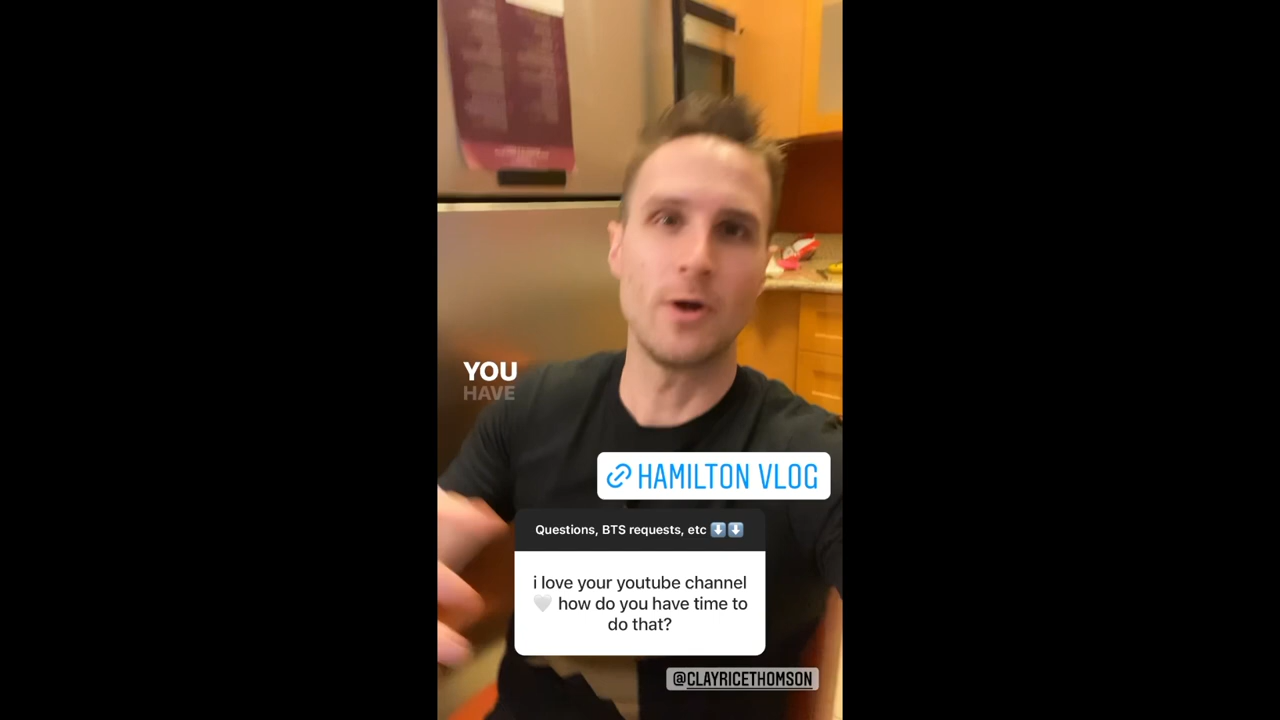 YOU
HAVE
HAMILTON VLOG
Questions, BTS requests, etc ⬇️⬇️
i love your youtube channel
🤍 how do you have time to
do that?
@CLAYRICETHOMSON